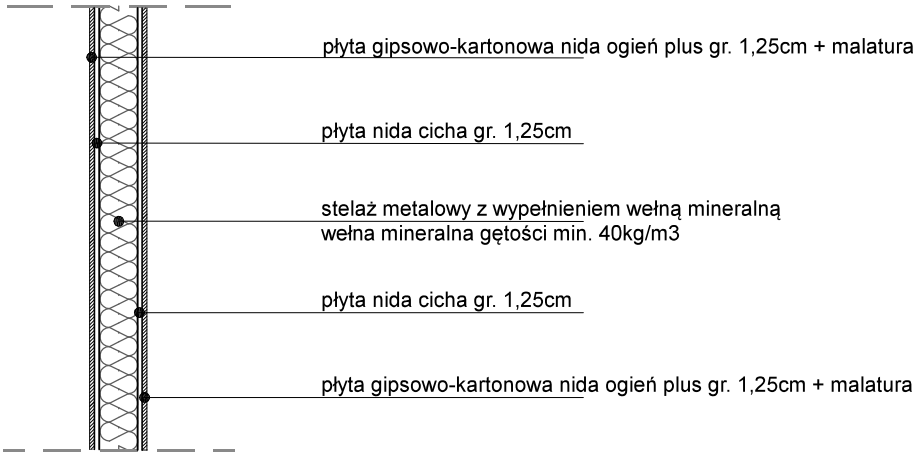 płyta gipsowo-kartonowa nida ogień plus gr. 1,25cm + malatura
płyta nida cicha gr. 1,25cm
stelaż metalowy z wypełnieniem wełną mineralną
wełna mineralna gętości min. 40kg/m3
płyta nida cicha gr. 1,25cm
płyta gipsowo-kartonowa nida ogień plus gr. 1,25cm + malatura